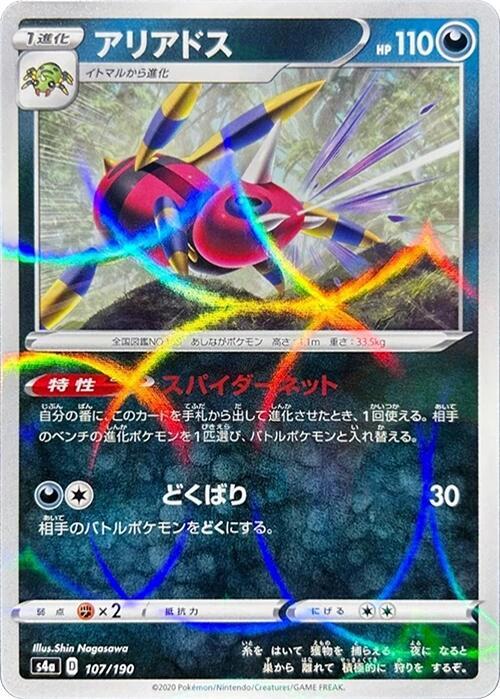 1進化
アリアドス
HP 110
イトマルから進化
全国図鑑NO.168 あしながポケモン 高さ:1.1m 重さ:33.5kg
特性 スパイダーネット
自分の番に、このカードを手札から出して進化させたとき、1回使える。相手
のベンチの進化ポケモンを1匹選び、バトルポケモンと入れ替える。
どくばり 30
相手のバトルポケモンをどくにする。
弱点 ×2 抵抗力 にげる
Illus.Shin Nagasawa
s4a D 107/190
糸を はいて 獲物を 捕らえる。 夜に なると
巣から 離れて 積極的に 狩りを するぞ。
©2020 Pokémon/Nintendo/Creatures/GAME FREAK.